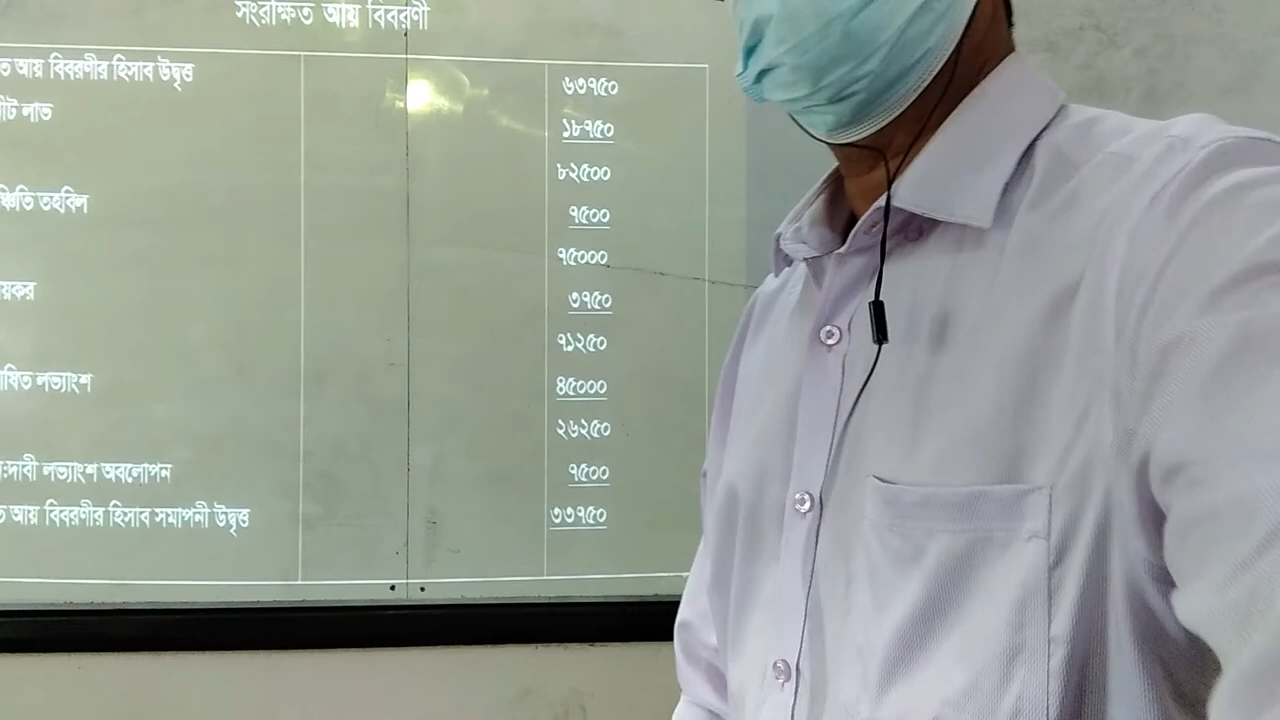 সংরক্ষিত আয় বিবরণী
ত আয় বিবরণীর হিসাব উদ্বৃত্ত ৬৩৭৫০
নীট লাভ ১৮৭৫০
৮২৫০০
ঞ্চিতি তহবিল ৭৫০০
৭৫০০০
য়কর ৩৭৫০
৭১২৫০
ষিত লভ্যাংশ ৪৫০০০
২৬২৫০
:দাবী লভ্যাংশ অবলোপন ৭৫০০
ত আয় বিবরণীর হিসাব সমাপনী উদ্বৃত্ত ৩৩৭৫০